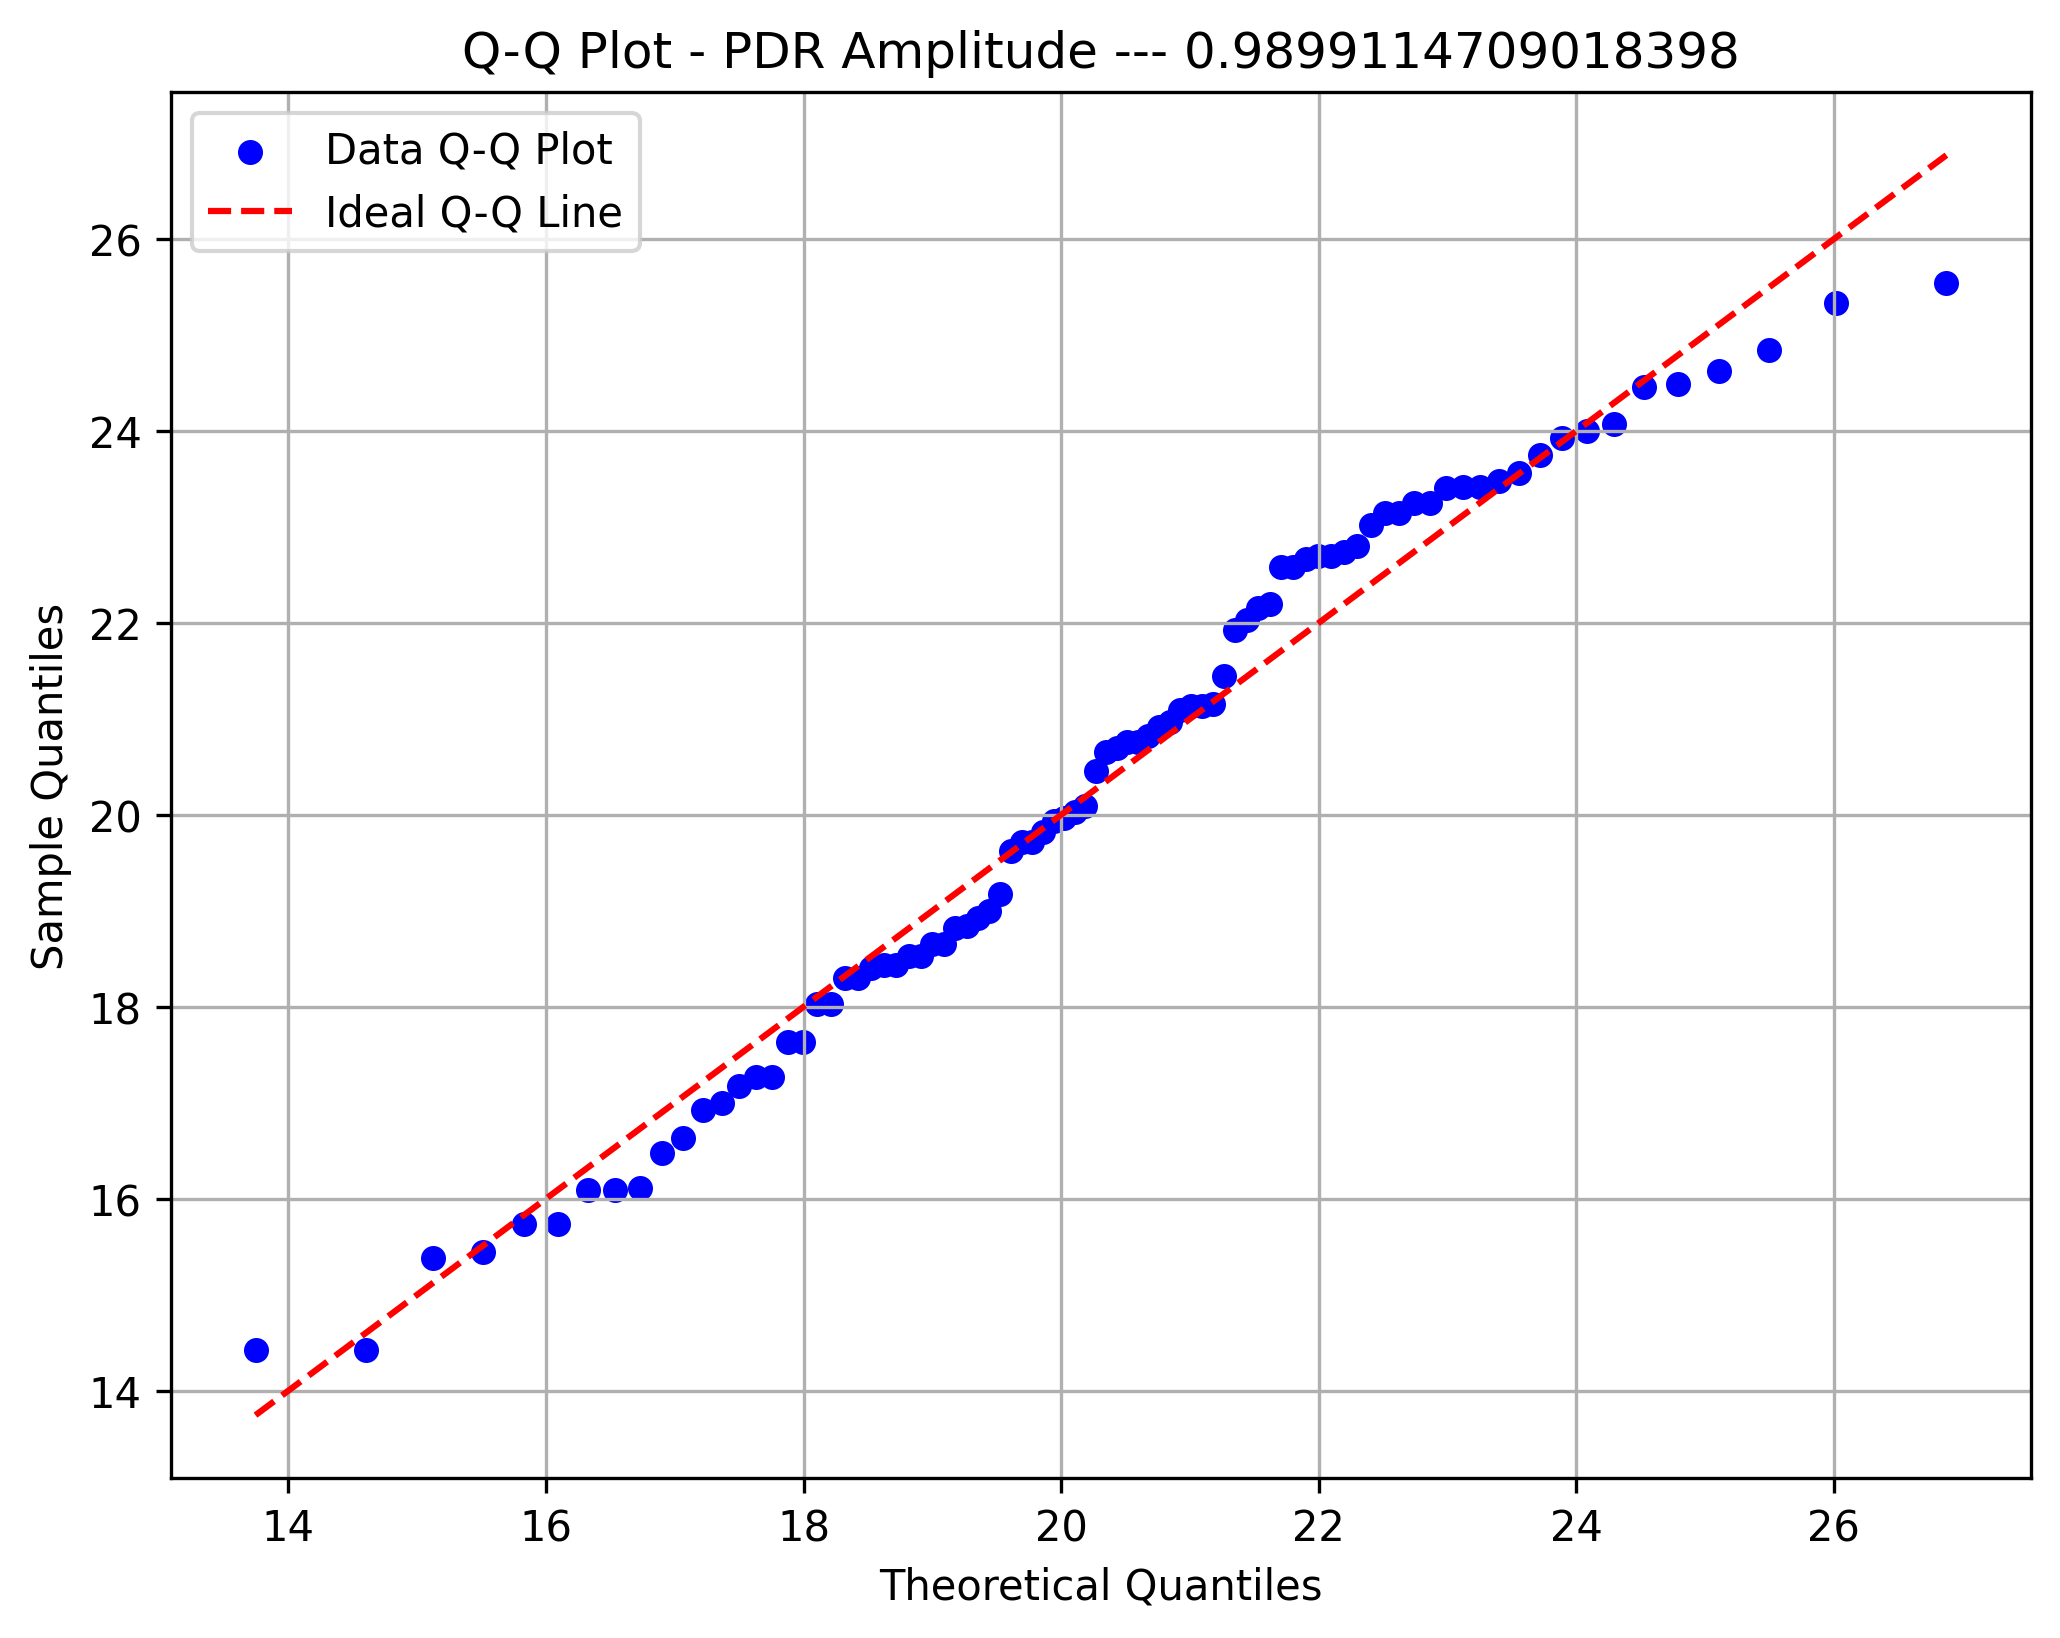 Q-Q Plot - PDR Amplitude --- 0.9899114709018398
Data Q-Q Plot
Ideal Q-Q Line
26
24
22
20
18
16
14
Sample Quantiles
14 16 18 20 22 24 26
Theoretical Quantiles